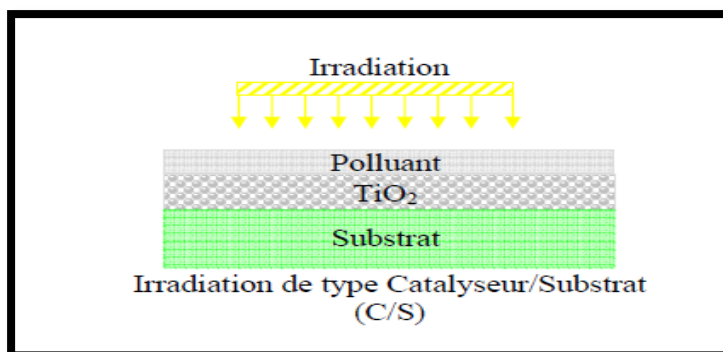 Irradiation
Polluant
TiO₂
Substrat
Irradiation de type Catalyseur/Substrat
(C/S)